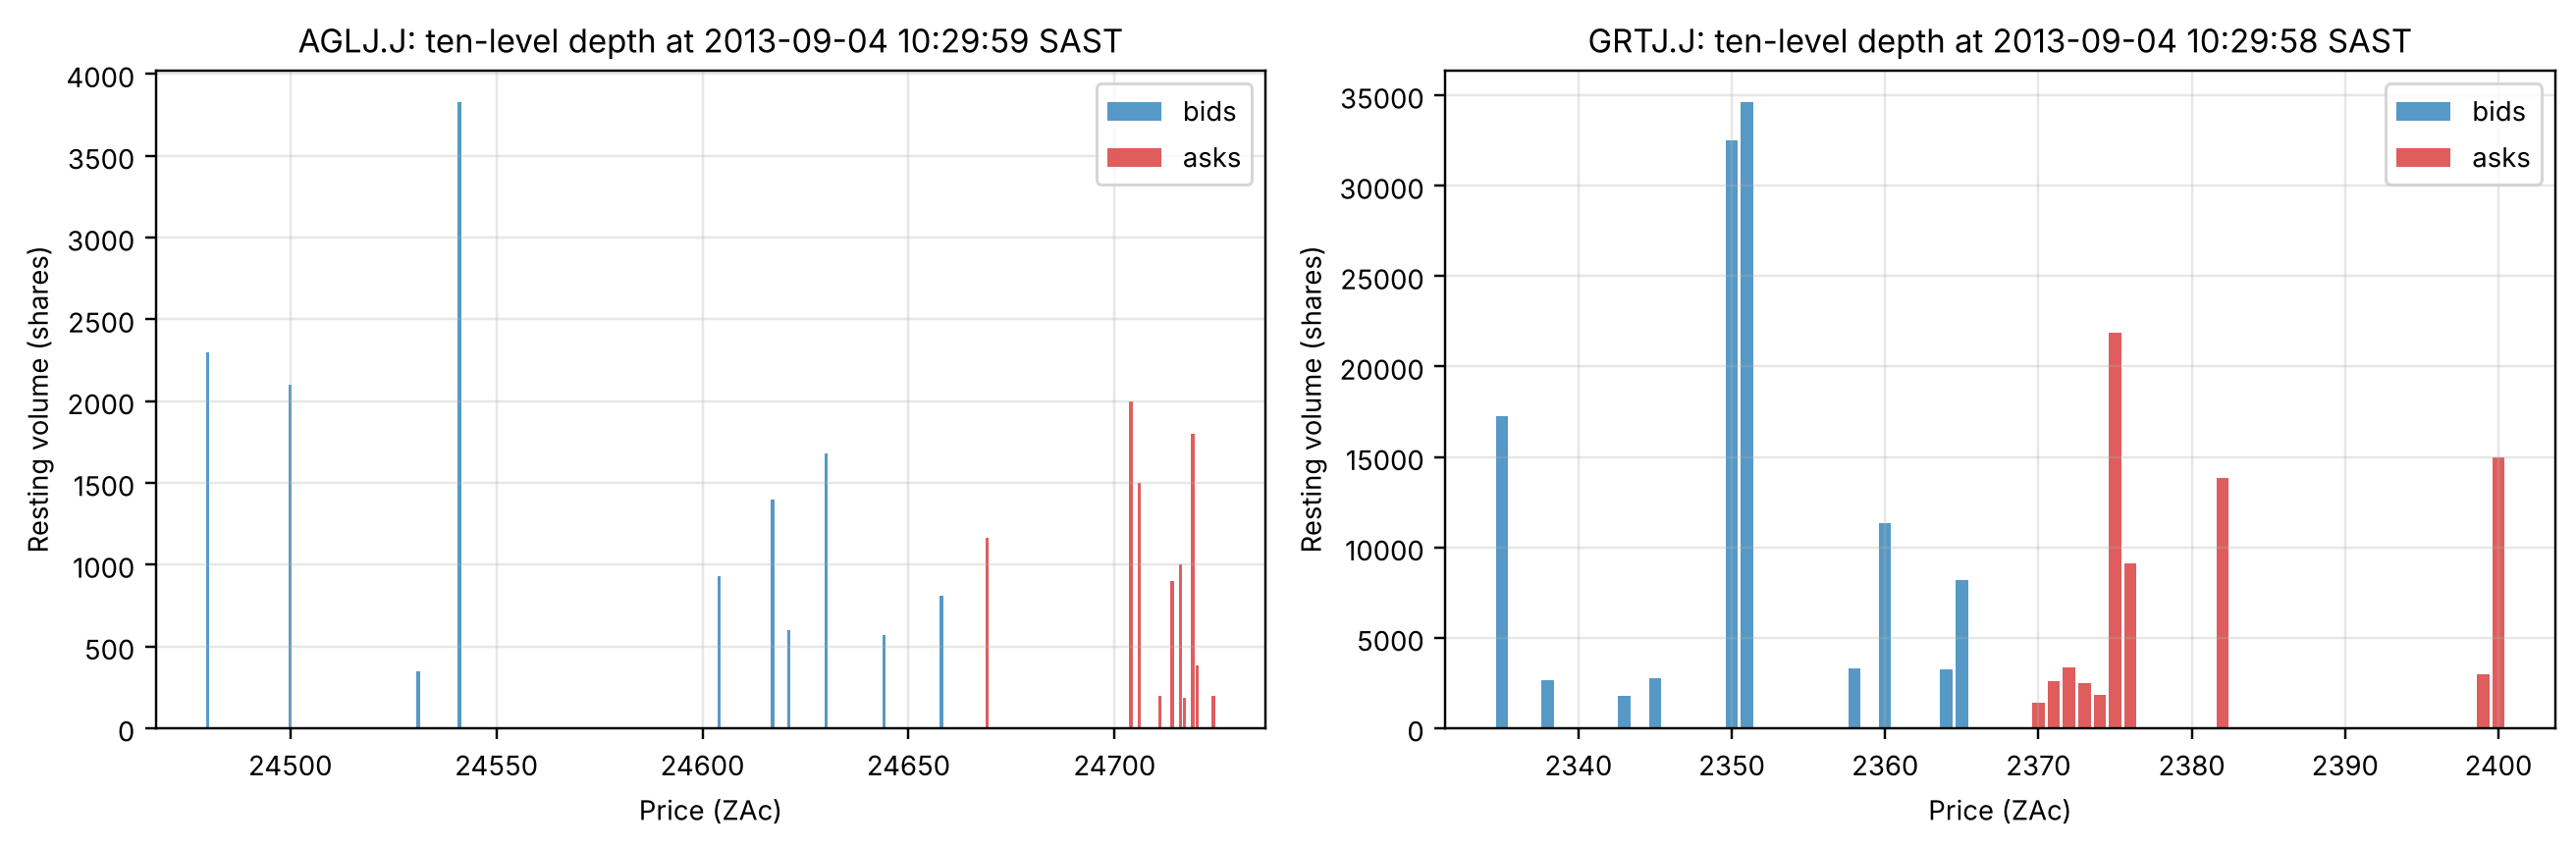 AGLJ.J: ten-level depth at 2013-09-04 10:29:59 SAST
4000
3500
3000
2500
2000
1500
1000
500
0
Resting volume (shares)
bids
asks
24500
24550
24600
24650
24700
Price (ZAc)
GRTJ.J: ten-level depth at 2013-09-04 10:29:58 SAST
35000
30000
25000
20000
15000
10000
5000
0
Resting volume (shares)
bids
asks
2340
2350
2360
2370
2380
2390
2400
Price (ZAc)